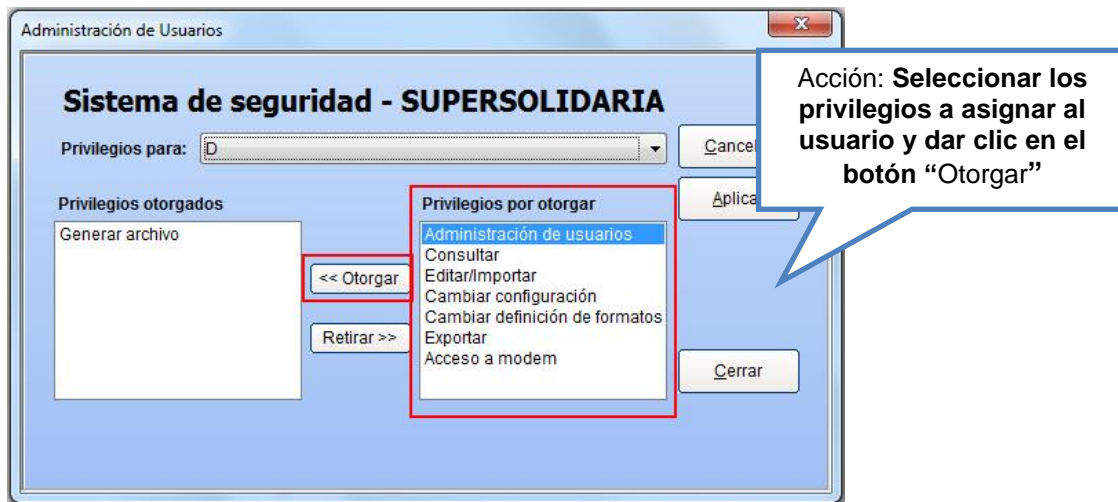 Administración de Usuarios
Acción: Seleccionar los
privilegios a asignar al
usuario y dar clic en el
botón “Otorgar”
Sistema de seguridad - SUPERSOLIDARIA
Privilegios para: D
Privilegios otorgados
Generar archivo
<< Otorgar
Retirar >>
Privilegios por otorgar
Administración de usuarios
Consultar
Editar/Importar
Cambiar configuración
Cambiar definición de formatos
Exportar
Acceso a modem
Cance
Aplica
Cerrar